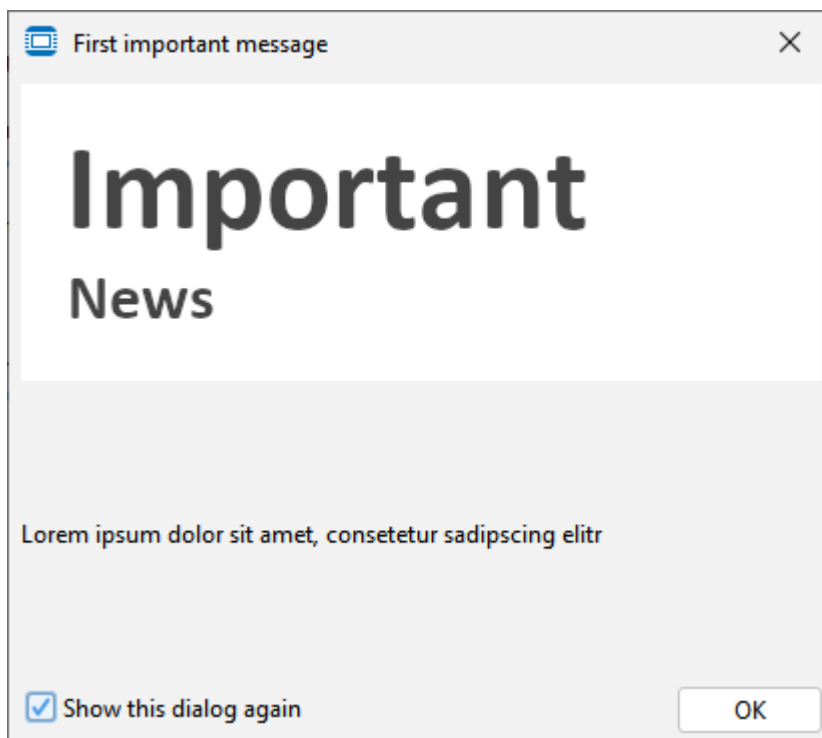 First important message
Important
News
Lorem ipsum dolor sit amet, consetetur sadipscing elitr
Show this dialog again
OK